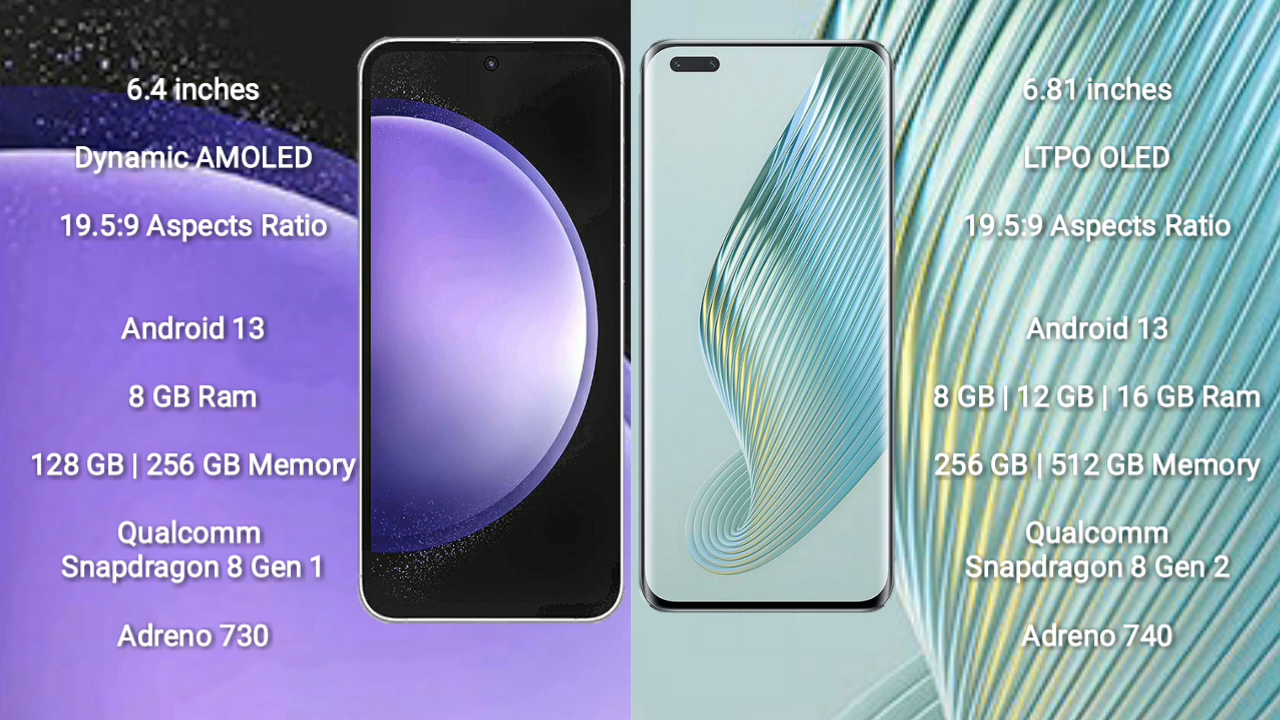 6.4 inches
Dynamic AMOLED
19.5:9 Aspects Ratio
Android 13
8 GB Ram
128 GB | 256 GB Memory
Qualcomm
Snapdragon 8 Gen 1
Adreno 730
6.81 inches
LTPO OLED
19.5:9 Aspects Ratio
Android 13
8 GB | 12 GB | 16 GB Ram
256 GB | 512 GB Memory
Qualcomm
Snapdragon 8 Gen 2
Adreno 740